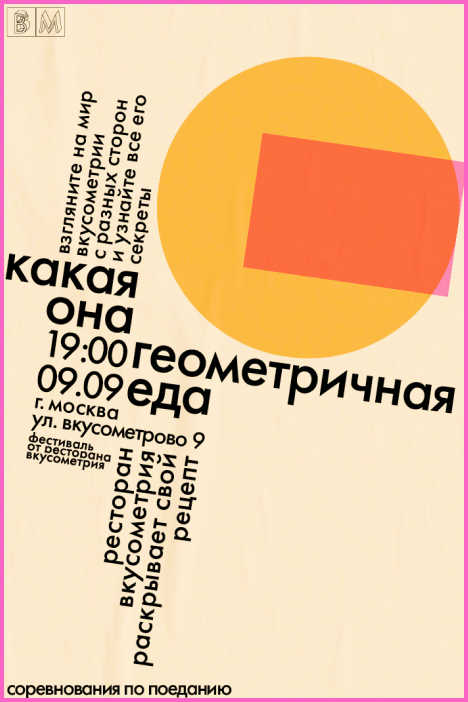 BM
взгляните на мир
вкусометрии
с разных сторон
и узнайте все его
секреты
какая
она
19:00 геометричная
09.09 еда
г. москва
ул. вкусометрово 9
фестиваль
от ресторана
вкусометрия
ресторан
вкусометрия
раскрывает свой
рецепт
соревнования по поеданию